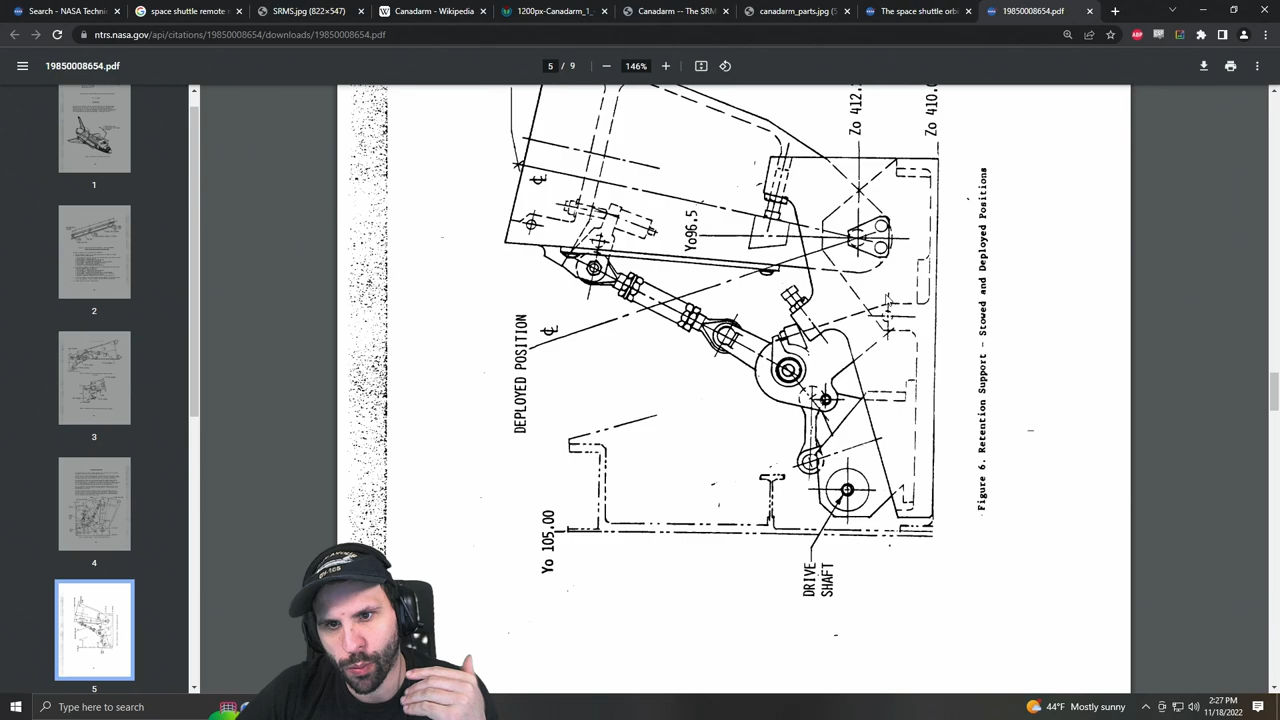 Search - NASA Technic
space shuttle remote
SRMS.jpg (822×547)
Canadarm - Wikipedia
1200px-Canadarm_1_
Canadarm -- The SRM
canadarm_parts.jpg (5
The space shuttle orb
19850008654.pdf
ntrs.nasa.gov/api/citations/19850008654/downloads/19850008654.pdf
ABP
19850008654.pdf
5 / 9
146%
1
2
3
4
5
Zo 412.
Zo 410.
℄
Yo96.5
DEPLOYED POSITION
℄
Yo 105.00
DRIVE
SHAFT
Figure 6. Retention Support - Stowed and Deployed Positions
Type here to search
44°F Mostly sunny
2:27 PM
11/18/2022